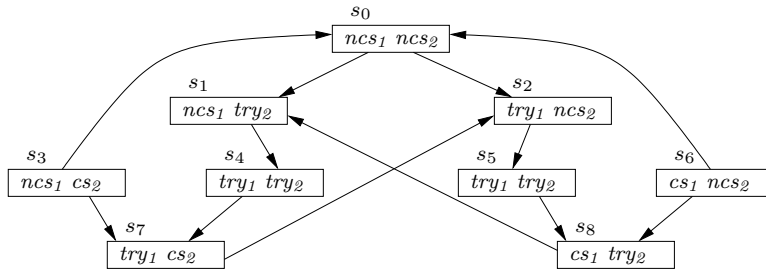 s₀
ncs₁ ncs₂
s₁ s₂
ncs₁ try₂ try₁ ncs₂
s₃ s₄ s₅ s₆
ncs₁ cs₂ try₁ try₂ try₁ try₂ cs₁ ncs₂
s₇ s₈
try₁ cs₂ cs₁ try₂